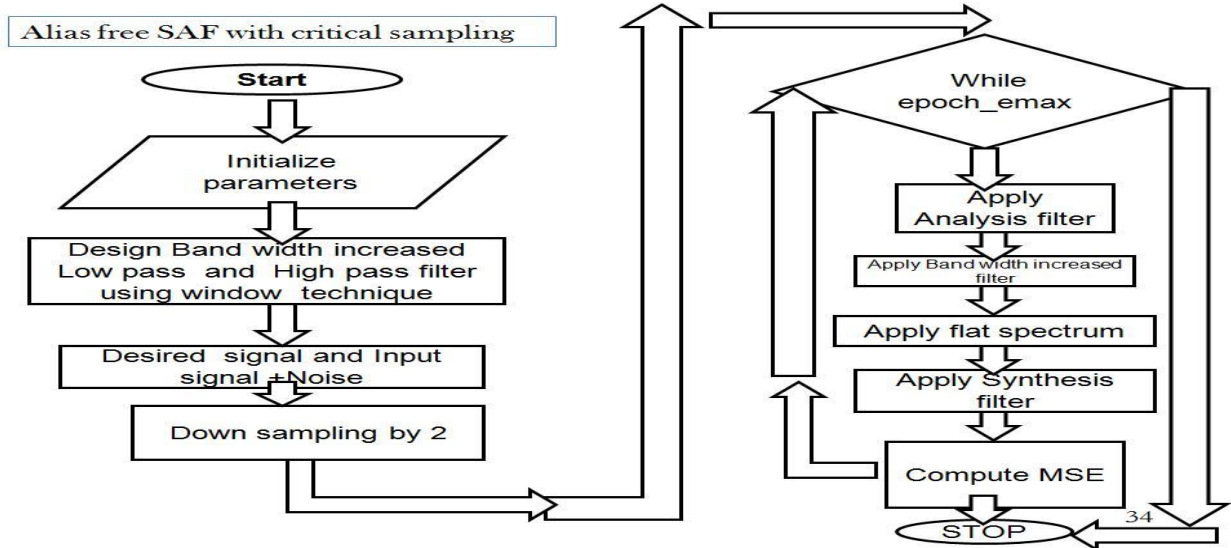 Alias free SAF with critical sampling
Start
Initialize
parameters
Design Band width increased
Low pass and High pass filter
using window technique
Desired signal and Input
signal +Noise
Down sampling by 2
While
epoch_emax
Apply
Analysis filter
Apply Band width increased
filter
Apply flat spectrum
Apply Synthesis
filter
Compute MSE
STOP
34